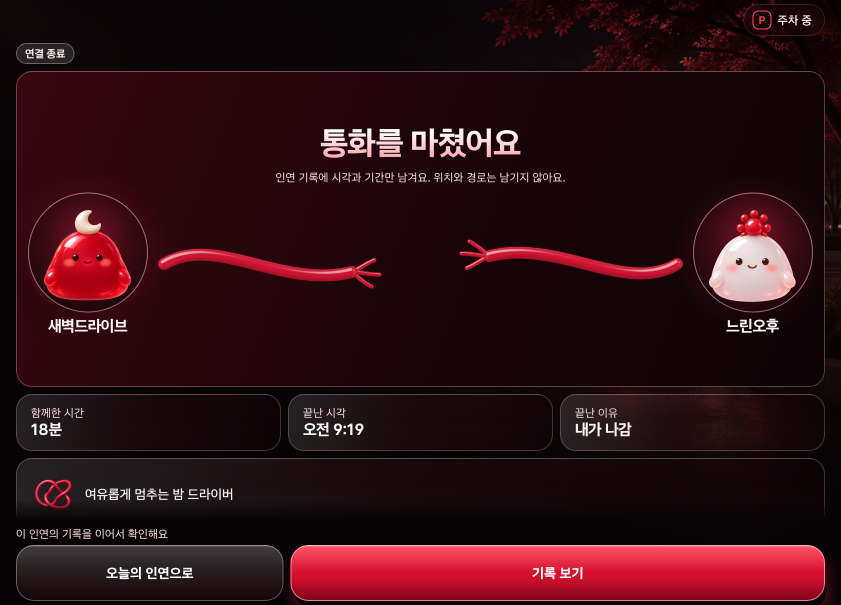 P 주차 중
연결 종료
통화를 마쳤어요
인연 기록에 시각과 기간만 남겨요. 위치와 경로는 남기지 않아요.
새벽드라이브
느린오후
함께한 시간
18분
끝난 시각
오전 9:19
끝난 이유
내가 나감
여유롭게 멈추는 밤 드라이버
이 인연의 기록을 이어서 확인해요
오늘의 인연으로
기록 보기